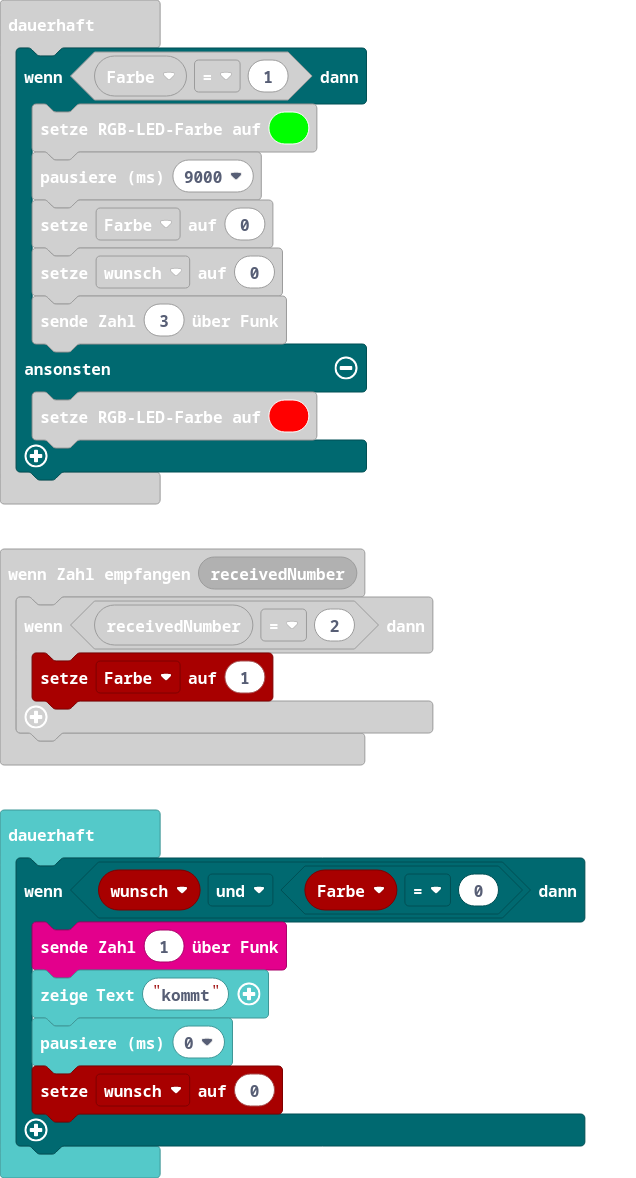 dauerhaft
wenn Farbe = 1 dann
setze RGB-LED-Farbe auf
pausiere (ms) 9000
setze Farbe auf 0
setze wunsch auf 0
sende Zahl 3 über Funk
ansonsten
setze RGB-LED-Farbe auf
wenn Zahl empfangen receivedNumber
wenn receivedNumber = 2 dann
setze Farbe auf 1
dauerhaft
wenn wunsch und Farbe = 0 dann
sende Zahl 1 über Funk
zeige Text "kommt"
pausiere (ms) 0
setze wunsch auf 0